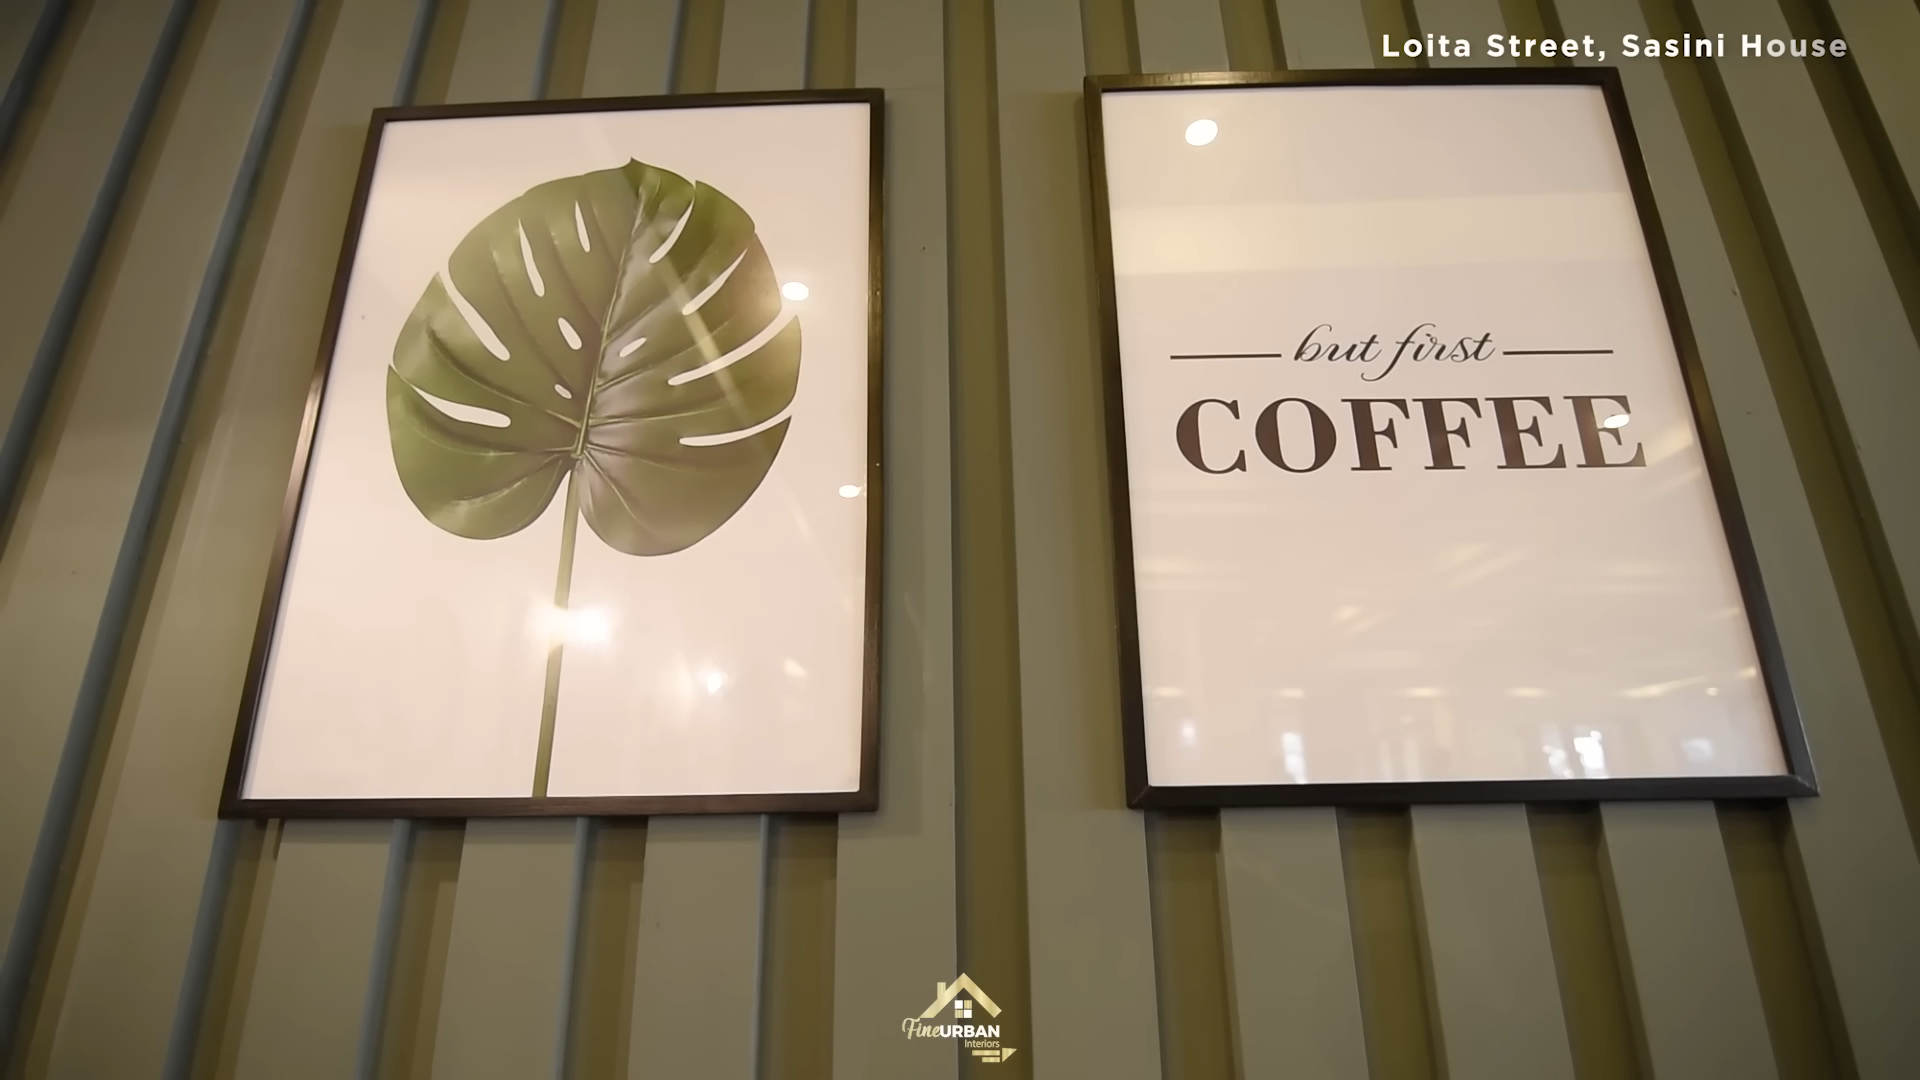 Loita Street, Sasini House
but first
COFFEE
FineURBAN
Interiors